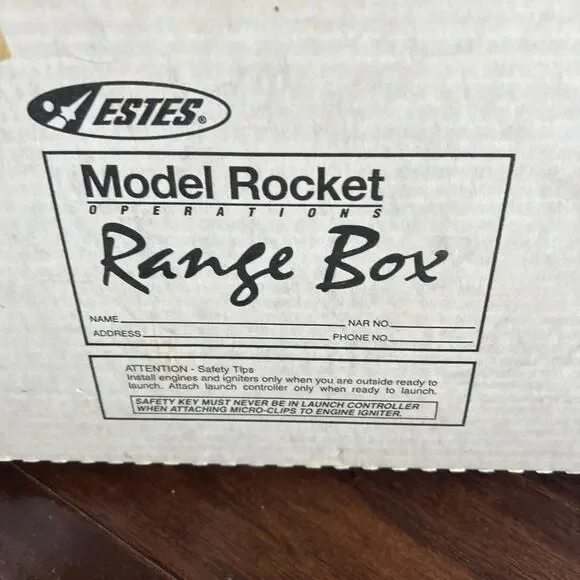 ESTES®
Model Rocket
OPERATIONS
Range Box
NAME NAR NO.
ADDRESS PHONE NO.
ATTENTION - Safety Tips
Install engines and igniters only when you are outside ready to
launch. Attach launch controller only when ready to launch.
SAFETY KEY MUST NEVER BE IN LAUNCH CONTROLLER
WHEN ATTACHING MICRO-CLIPS TO ENGINE IGNITER.